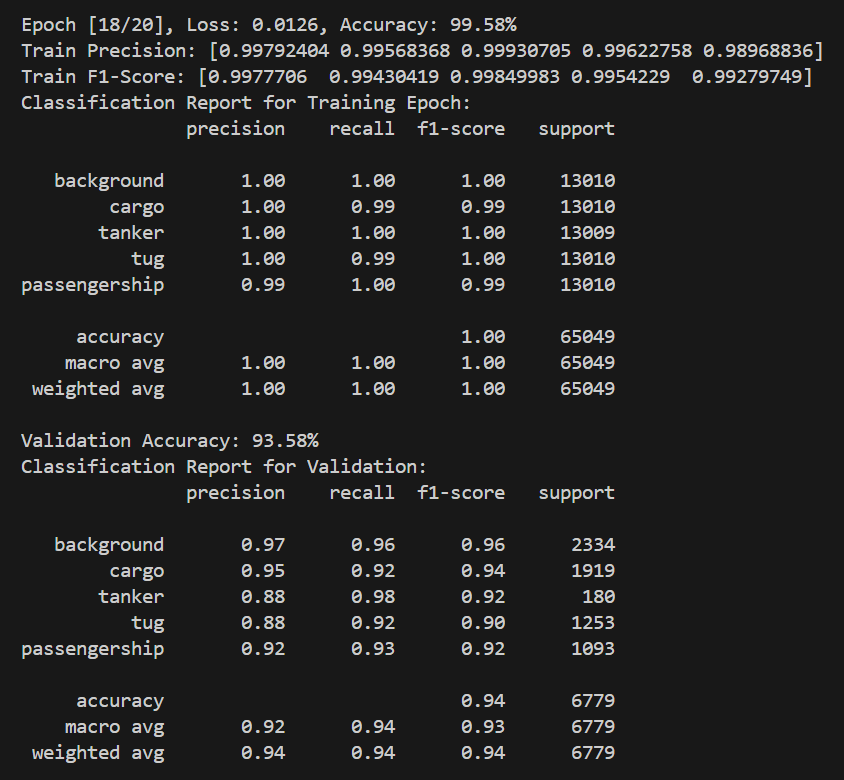 Epoch [18/20], Loss: 0.0126, Accuracy: 99.58%
Train Precision: [0.99792404 0.99568368 0.99930705 0.99622758 0.98968836]
Train F1-Score: [0.9977706  0.99430419 0.99849983 0.9954229  0.99279749]
Classification Report for Training Epoch:
               precision    recall  f1-score   support

   background       1.00      1.00      1.00     13010
        cargo       1.00      0.99      0.99     13010
       tanker       1.00      1.00      1.00     13009
          tug       1.00      0.99      1.00     13010
passengership       0.99      1.00      0.99     13010

     accuracy                           1.00     65049
    macro avg       1.00      1.00      1.00     65049
 weighted avg       1.00      1.00      1.00     65049

Validation Accuracy: 93.58%
Classification Report for Validation:
               precision    recall  f1-score   support

   background       0.97      0.96      0.96      2334
        cargo       0.95      0.92      0.94      1919
       tanker       0.88      0.98      0.92       180
          tug       0.88      0.92      0.90      1253
passengership       0.92      0.93      0.92      1093

     accuracy                           0.94      6779
    macro avg       0.92      0.94      0.93      6779
 weighted avg       0.94      0.94      0.94      6779